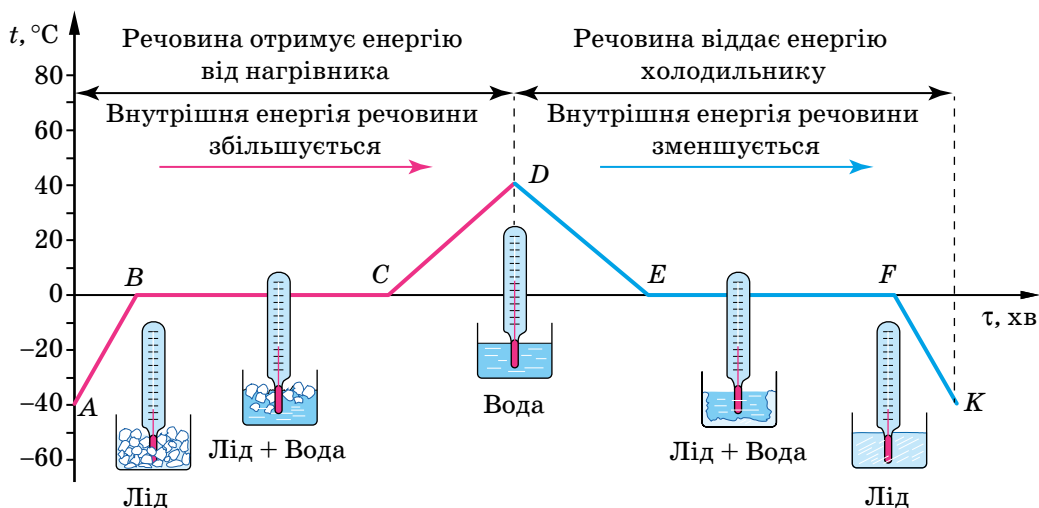 t, °C
Речовина отримує енергію
від нагрівника
Речовина віддає енергію
холодильнику
Внутрішня енергія речовини
збільшується
Внутрішня енергія речовини
зменшується
80
60
40
20
0
–20
–40
–60
A
B
C
D
E
F
K
τ, хв
Лід
Лід + Вода
Вода
Лід + Вода
Лід